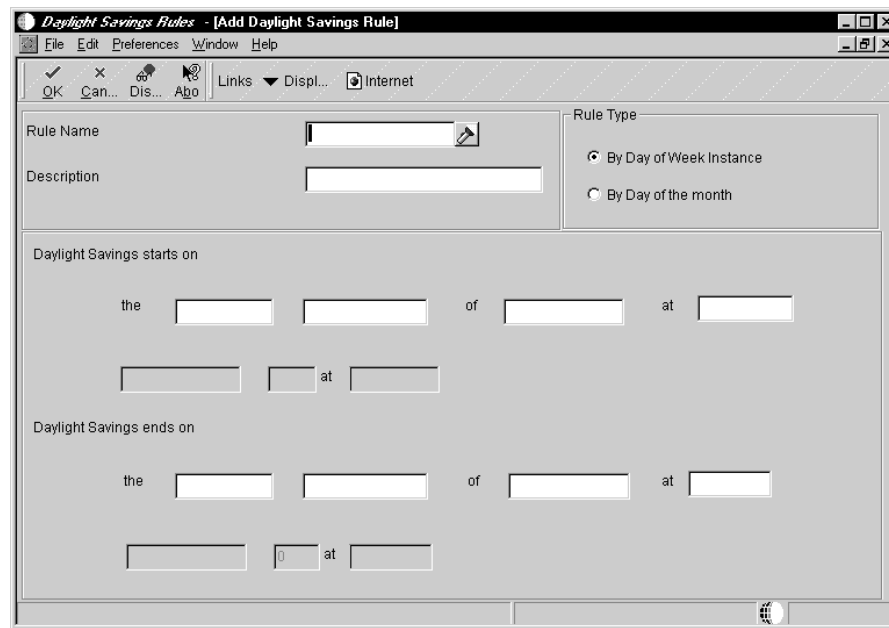 Daylight Savings Rules - [Add Daylight Savings Rule]
File Edit Preferences Window Help
OK Can... Dis... Abo Links Displ... Internet
Rule Name
Description
Rule Type
By Day of Week Instance
By Day of the month
Daylight Savings starts on
the of at
at
Daylight Savings ends on
the of at
0 at